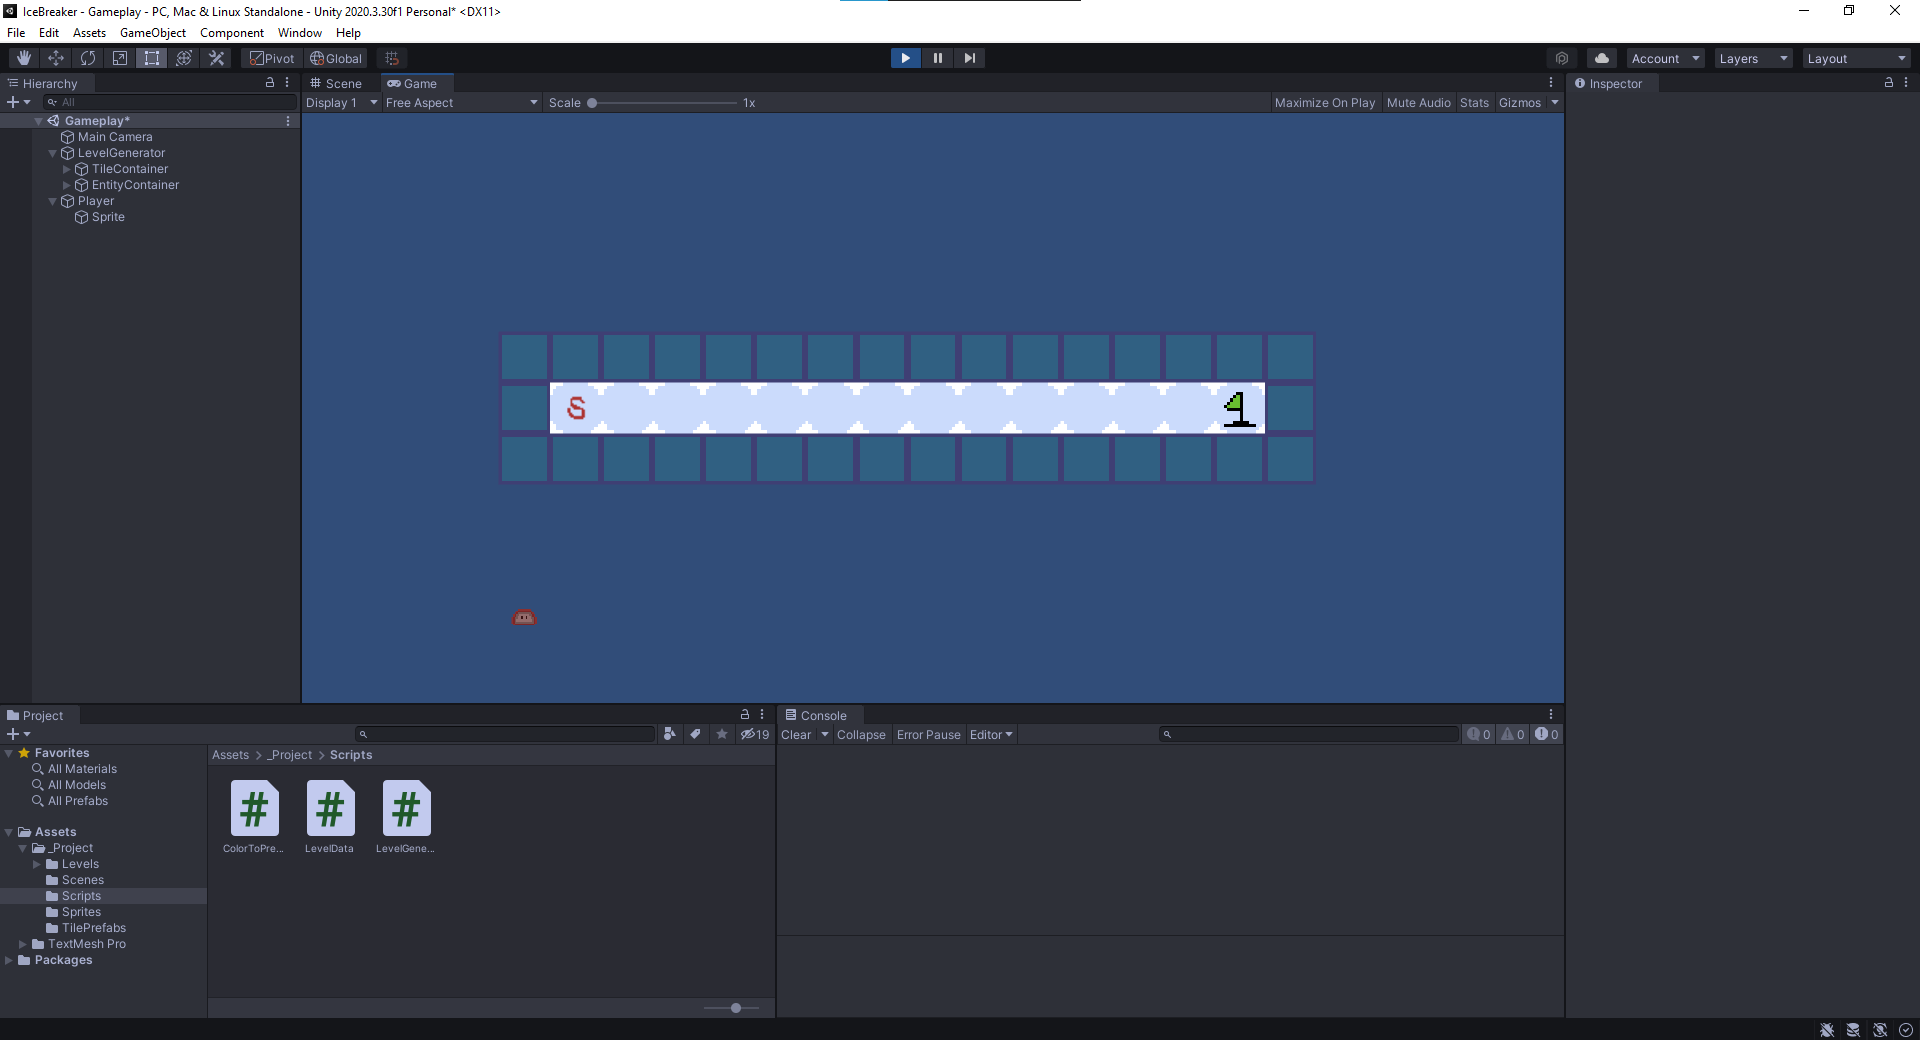 IceBreaker - Gameplay - PC, Mac & Linux Standalone - Unity 2020.3.30f1 Personal* <DX11>
File Edit Assets GameObject Component Window Help
Pivot Global Account Layers Layout
Hierarchy
All
Gameplay*
Main Camera
LevelGenerator
TileContainer
EntityContainer
Player
Sprite
Scene Game
Display 1 Free Aspect Scale 1x Maximize On Play Mute Audio Stats Gizmos
S
Inspector
Project
19
Favorites
All Materials
All Models
All Prefabs
Assets
_Project
Levels
Scenes
Scripts
Sprites
TilePrefabs
TextMesh Pro
Packages
Assets > _Project > Scripts
ColorToPre... LevelData LevelGene...
Console
Clear Collapse Error Pause Editor 0 0 0